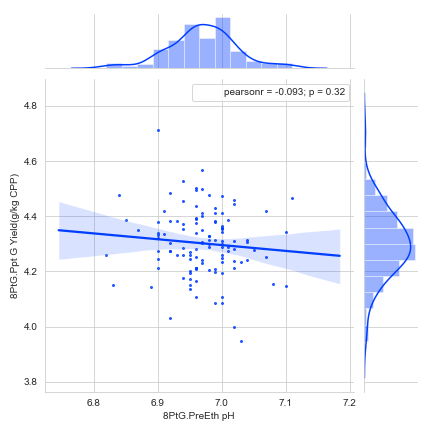 pearsonr = -0.093; p = 0.32
4.8
4.6
4.4
4.2
4.0
3.8
8PtG.Ppt G Yield(g/kg CPP)
6.8 6.9 7.0 7.1 7.2
8PtG.PreEth pH